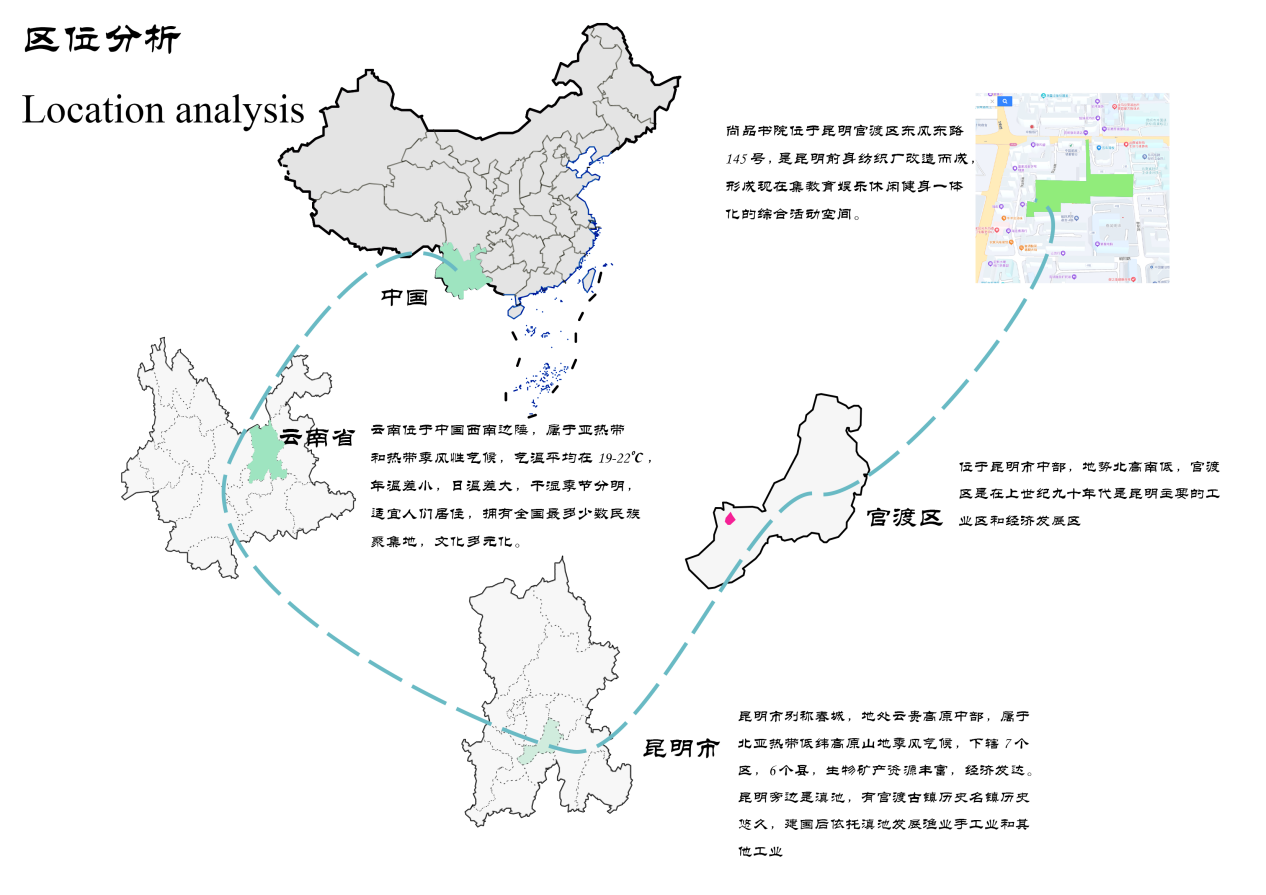 区位分析
Location analysis
尚品书院位于昆明官渡区东风东路
145 号，是昆明前身纺织厂改造而成，
形成现在集教育娱乐休闲健身一体
化的综合活动空间。
中国
云南省
云南位于中国西南边陲，属于亚热带
和热带季风性气候，气温平均在 19-22℃，
年温差小，日温差大，干湿季节分明，
适宜人们居住，拥有全国最多少数民族
聚集地，文化多元化。
官渡区
位于昆明市中部，地势北高南低，官渡
区是在上世纪九十年代是昆明主要的工
业区和经济发展区
昆明市
昆明市别称春城，地处云贵高原中部，属于
北亚热带低纬高原山地季风气候，下辖 7个
区，6个县，生物矿产资源丰富，经济发达。
昆明旁边是滇池，有官渡古镇历史名镇历史
悠久，建国后依托滇池发展渔业手工业和其
他工业